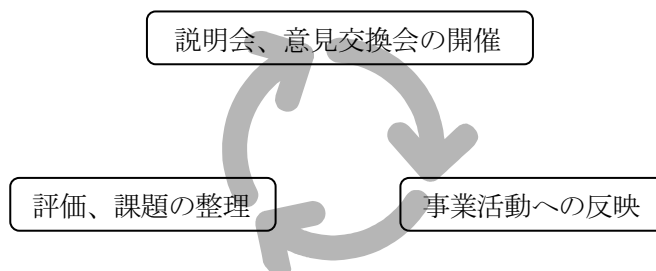 説明会、意見交換会の開催
評価、課題の整理
事業活動への反映